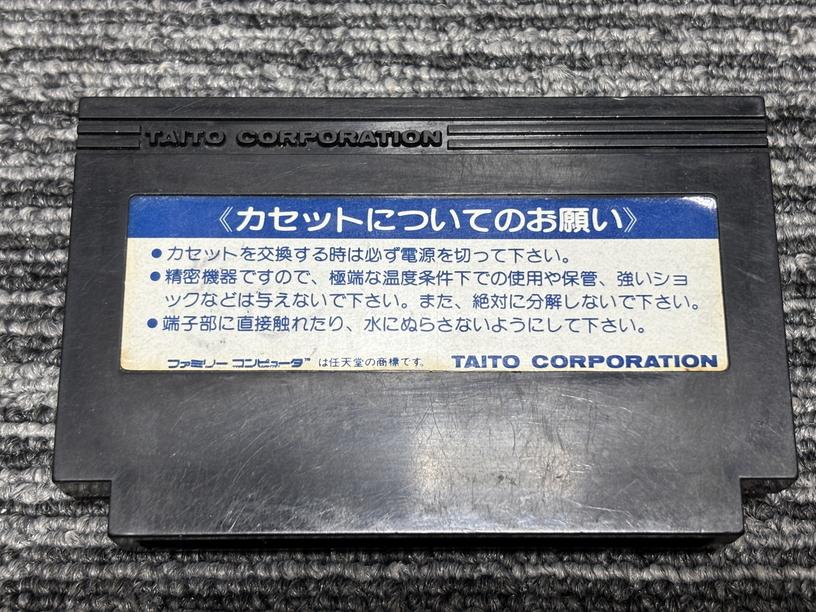 TAITO CORPORATION
《カセットについてのお願い》
●カセットを交換する時は必ず電源を切って下さい。
●精密機器ですので、極端な温度条件下での使用や保管、強いショ
ックなどは与えないで下さい。また、絶対に分解しないで下さい。
●端子部に直接触れたり、水にぬらさないようにして下さい。
ファミリーコンピュータ™は任天堂の商標です。 TAITO CORPORATION